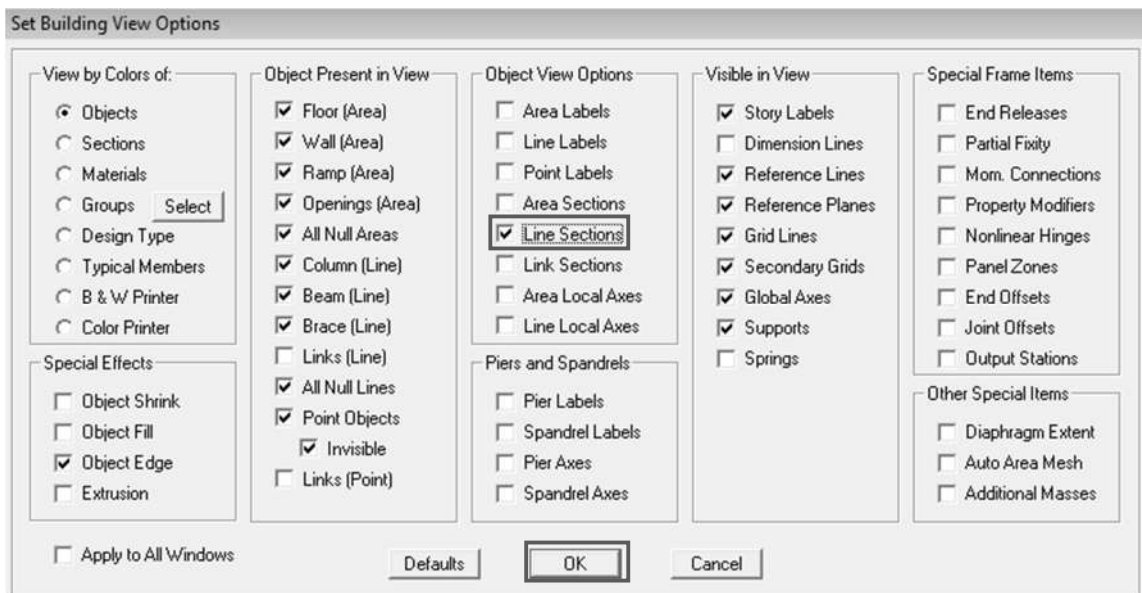 Set Building View Options
View by Colors of:
Objects
Sections
Materials
Groups Select
Design Type
Typical Members
B & W Printer
Color Printer
Special Effects
Object Shrink
Object Fill
Object Edge
Extrusion
Object Present in View
Floor (Area)
Wall (Area)
Ramp (Area)
Openings (Area)
All Null Areas
Column (Line)
Beam (Line)
Brace (Line)
Links (Line)
All Null Lines
Point Objects
Invisible
Links (Point)
Object View Options
Area Labels
Line Labels
Point Labels
Area Sections
Line Sections
Link Sections
Area Local Axes
Line Local Axes
Piers and Spandrels
Pier Labels
Spandrel Labels
Pier Axes
Spandrel Axes
Visible in View
Story Labels
Dimension Lines
Reference Lines
Reference Planes
Grid Lines
Secondary Grids
Global Axes
Supports
Springs
Special Frame Items
End Releases
Partial Fixity
Mom. Connections
Property Modifiers
Nonlinear Hinges
Panel Zones
End Offsets
Joint Offsets
Output Stations
Other Special Items
Diaphragm Extent
Auto Area Mesh
Additional Masses
Apply to All Windows
Defaults OK Cancel